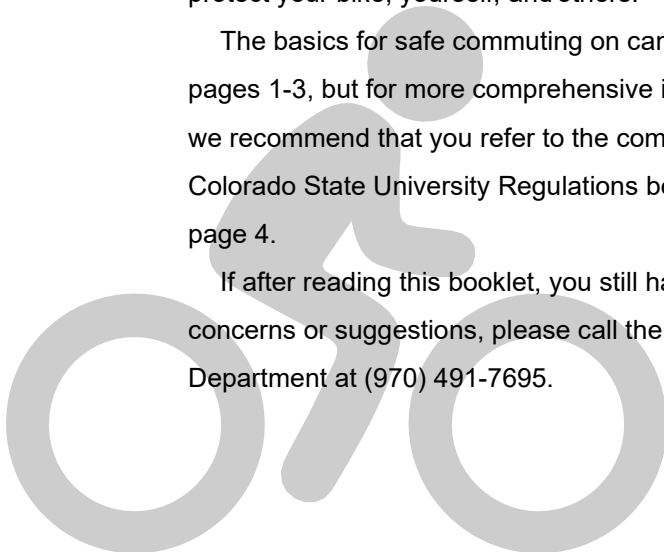 protect your bike, yourself, and others.
The basics for safe commuting on
pages 1-3, but for more comprehensive
we recommend that you refer to the
Colorado State University Regulations
page 4.
If after reading this booklet, you still
concerns or suggestions, please call the
Department at (970) 491-7695.